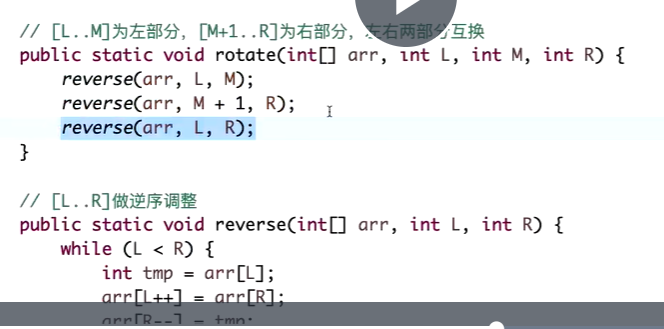 // [L..M]为左部分，[M+1..R]为右部分，左右两部分互换
public static void rotate(int[] arr, int L, int M, int R) {
reverse(arr, L, M);
reverse(arr, M + 1, R);
reverse(arr, L, R);
}
// [L..R]做逆序调整
public static void reverse(int[] arr, int L, int R) {
while (L < R) {
int tmp = arr[L];
arr[L++] = arr[R];
arr[R--] = tmp;